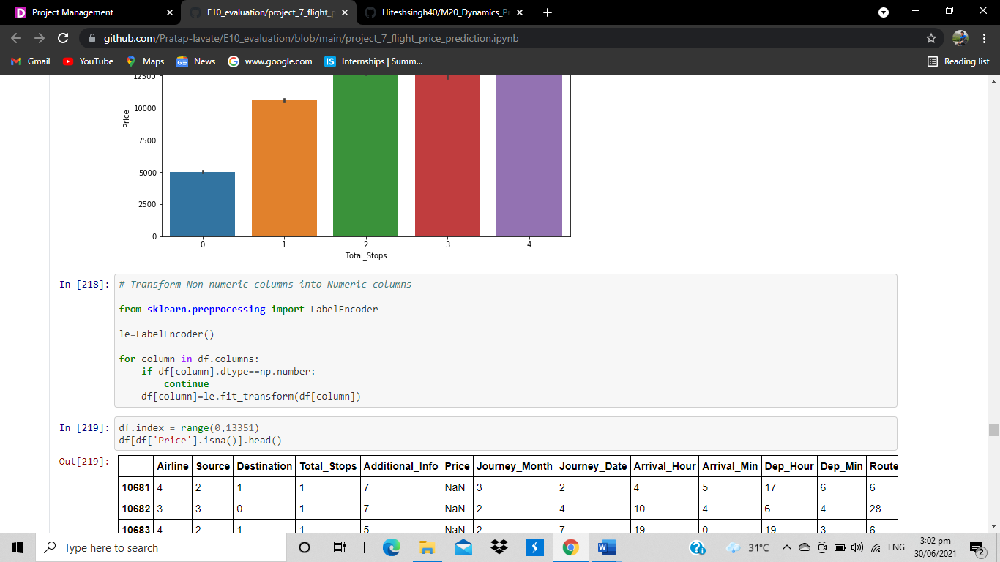 Project Management
E10_evaluation/project_7_flight_p
Hiteshsingh40/M20_Dynamics_Pr
github.com/Pratap-lavate/E10_evaluation/blob/main/project_7_flight_price_prediction.ipynb
Gmail YouTube Maps News www.google.com Internships | Summ... Reading list
12500
10000
7500
5000
2500
0
Price
0 1 2 3 4
Total_Stops
In [218]:
# Transform Non numeric columns into Numeric columns
from sklearn.preprocessing import LabelEncoder
le=LabelEncoder()
for column in df.columns:
    if df[column].dtype==np.number:
        continue
    df[column]=le.fit_transform(df[column])
In [219]:
df.index = range(0,13351)
df[df['Price'].isna()].head()
Out[219]:
Airline Source Destination Total_Stops Additional_Info Price Journey_Month Journey_Date Arrival_Hour Arrival_Min Dep_Hour Dep_Min Route
10681 4 2 1 1 7 NaN 3 2 4 5 17 6 6
10682 3 3 0 1 7 NaN 2 4 10 4 6 4 28
10683 4 2 1 1 5 NaN 2 7 19 0 19 3 6
Type here to search
31°C
ENG
3:02 pm
30/06/2021
2